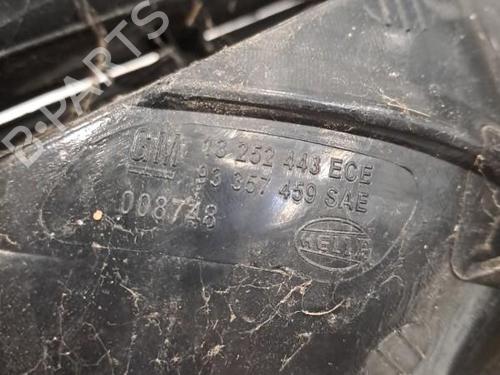 B-PARTS
GM 13 252 443 ECE
93 357 459 SAE
008748
HELLA